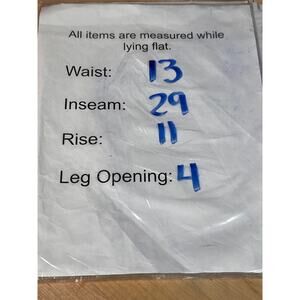 All items are measured while
lying flat.
Waist: 13
Inseam: 29
Rise: 11
Leg Opening: 4